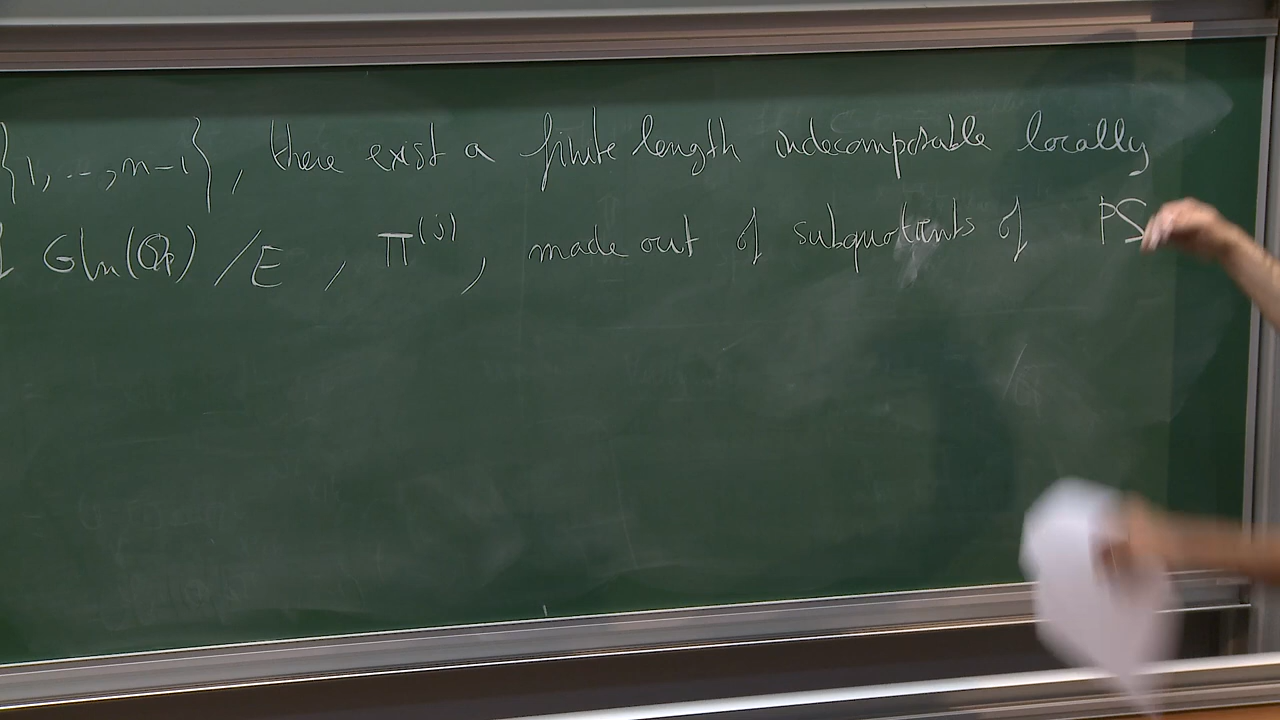 {1, --, n-1}, there exist a finite length indecomposable locally
Gln(Qp) /E , π^(j), made out of subquotients of PS